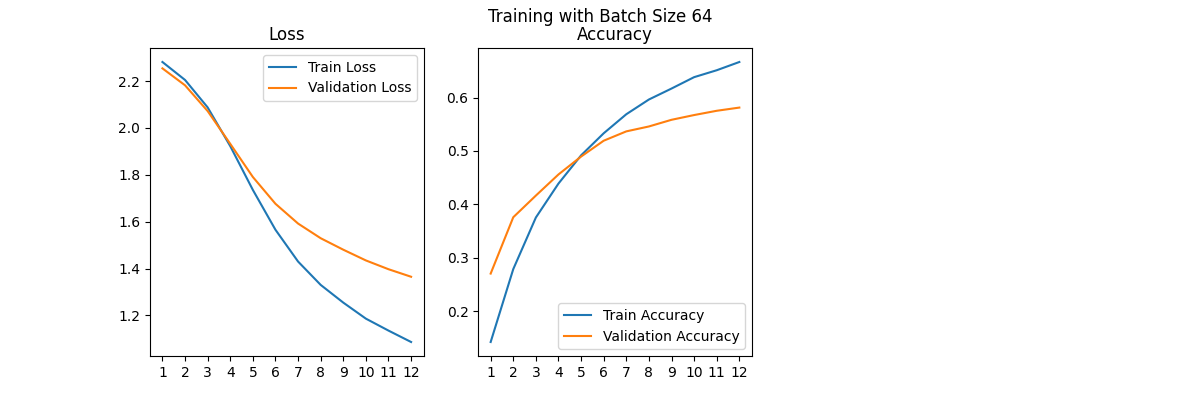 Training with Batch Size 64
Loss
Train Loss
Validation Loss
2.2
2.0
1.8
1.6
1.4
1.2
1 2 3 4 5 6 7 8 9 10 11 12
Accuracy
0.6
0.5
0.4
0.3
0.2
Train Accuracy
Validation Accuracy
1 2 3 4 5 6 7 8 9 10 11 12